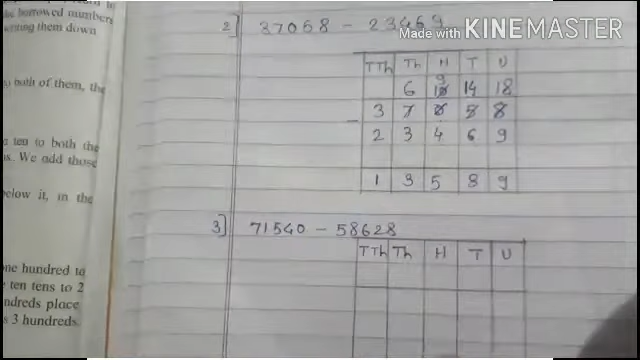 the borrowed numbers
writing them down
to both of them, the
ten to both the
We add those
below it, in the
one hundred to
ten tens to 2
hundreds place
s 3 hundreds.
2] 37058 - 23469
Made with KINEMASTER
TTh Th H T U
9
6 10 14 18
3 7 0 5 8
- 2 3 4 6 9
1 3 5 8 9
3] 71540 - 58628
TTh Th H T U